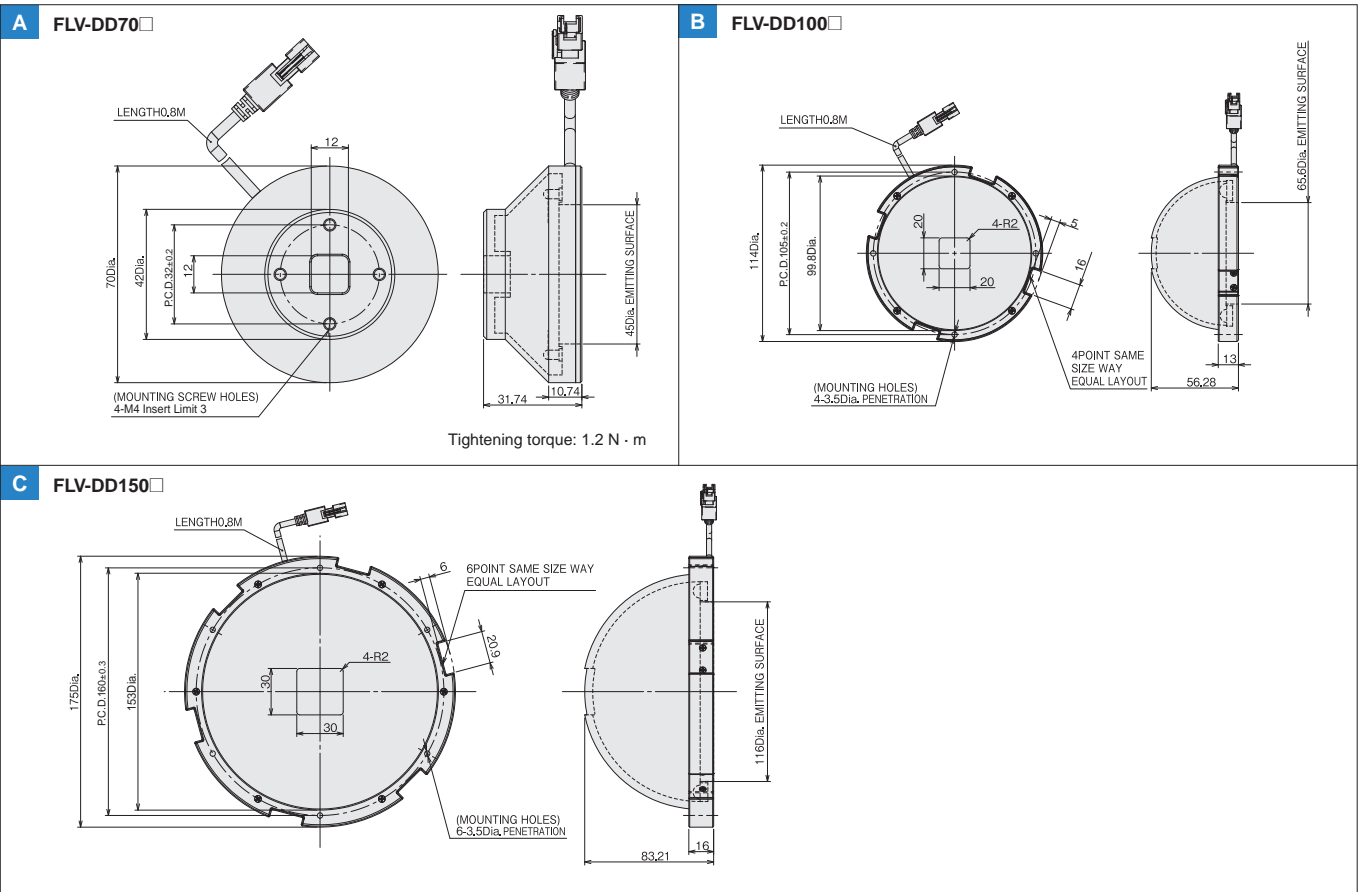 A FLV-DD70□
LENGTH0.8M
12
70Dia.
42Dia.
P.C.D.32±0.2
12
(MOUNTING SCREW HOLES)
4-M4 Insert Limit 3
45Dia. EMITTING SURFACE
10.74
31.74
Tightening torque: 1.2 N · m
B FLV-DD100□
LENGTH0.8M
114Dia.
P.C.D.105±0.2
99.8Dia.
20
4-R2
20
5
16
(MOUNTING HOLES)
4-3.5Dia. PENETRATION
4POINT SAME
SIZE WAY
EQUAL LAYOUT
65.6Dia. EMITTING SURFACE
13
56.28
C FLV-DD150□
LENGTH0.8M
175Dia.
P.C.D.160±0.3
153Dia.
30
4-R2
30
6
6POINT SAME SIZE WAY
EQUAL LAYOUT
20.9
(MOUNTING HOLES)
6-3.5Dia. PENETRATION
116Dia. EMITTING SURFACE
16
83.21